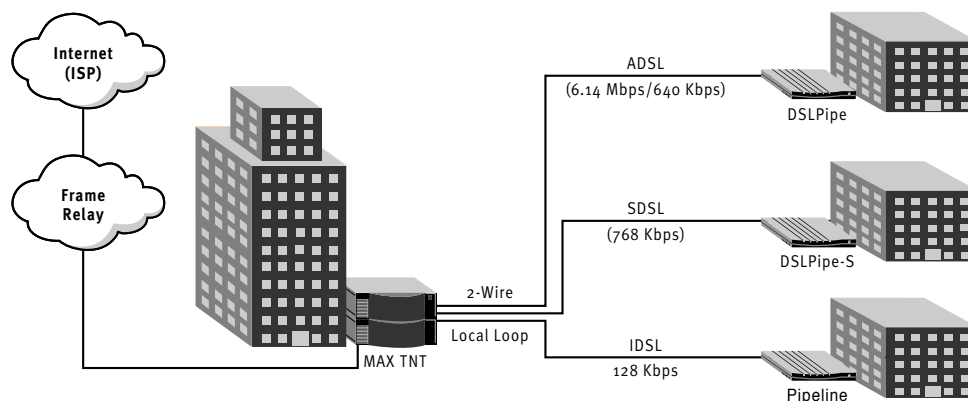 Internet
(ISP)
Frame
Relay
MAX TNT
2-Wire
Local Loop
ADSL
(6.14 Mbps/640 Kbps)
DSLPipe
SDSL
(768 Kbps)
DSLPipe-S
IDSL
128 Kbps
Pipeline